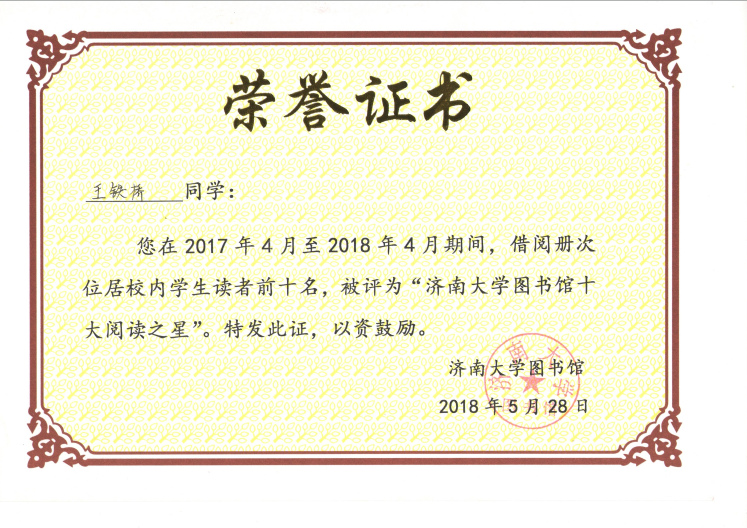 荣誉证书
王铁 同学：
您在 2017 年 4 月至 2018 年 4 月期间，借阅册次
位居校内学生读者前十名，被评为“济南大学图书馆十
大阅读之星”。特发此证，以资鼓励。
济南大学图书馆
2018 年 5 月 28 日
济南大学